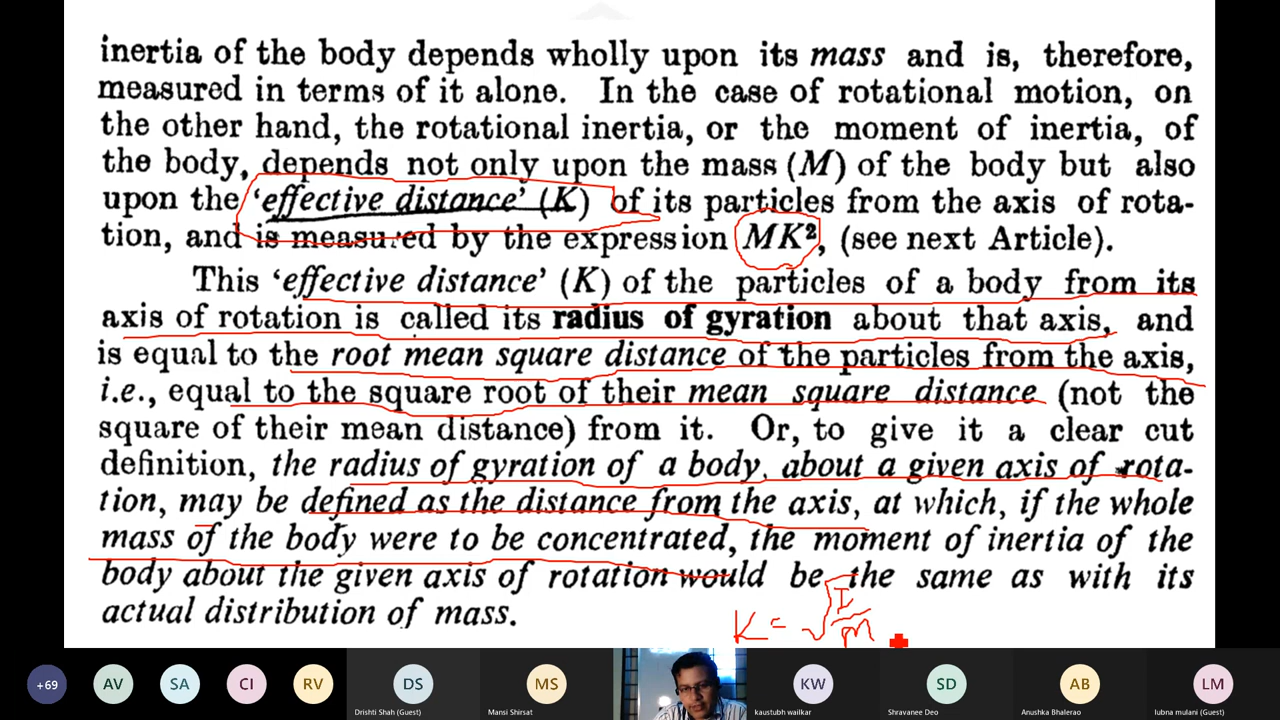 inertia of the body depends wholly upon its mass and is, therefore,
measured in terms of it alone. In the case of rotational motion, on
the other hand, the rotational inertia, or the moment of inertia, of
the body, depends not only upon the mass (M) of the body but also
upon the 'effective distance' (K) of its particles from the axis of rota-
tion, and is measured by the expression MK², (see next Article).
This 'effective distance' (K) of the particles of a body from its
axis of rotation is called its radius of gyration about that axis, and
is equal to the root mean square distance of the particles from the axis,
i.e., equal to the square root of their mean square distance (not the
square of their mean distance) from it. Or, to give it a clear cut
definition, the radius of gyration of a body, about a given axis of rota-
tion, may be defined as the distance from the axis, at which, if the whole
mass of the body were to be concentrated, the moment of inertia of the
body about the given axis of rotation would be the same as with its
actual distribution of mass.
K = √I/M
+69 AV SA CI RV DS MS KW SD AB LM
Drishti Shah (Guest) Mansi Shirsat kaustubh wailkar Shravanee Deo Anushka Bhalerao lubna mulani (Guest)